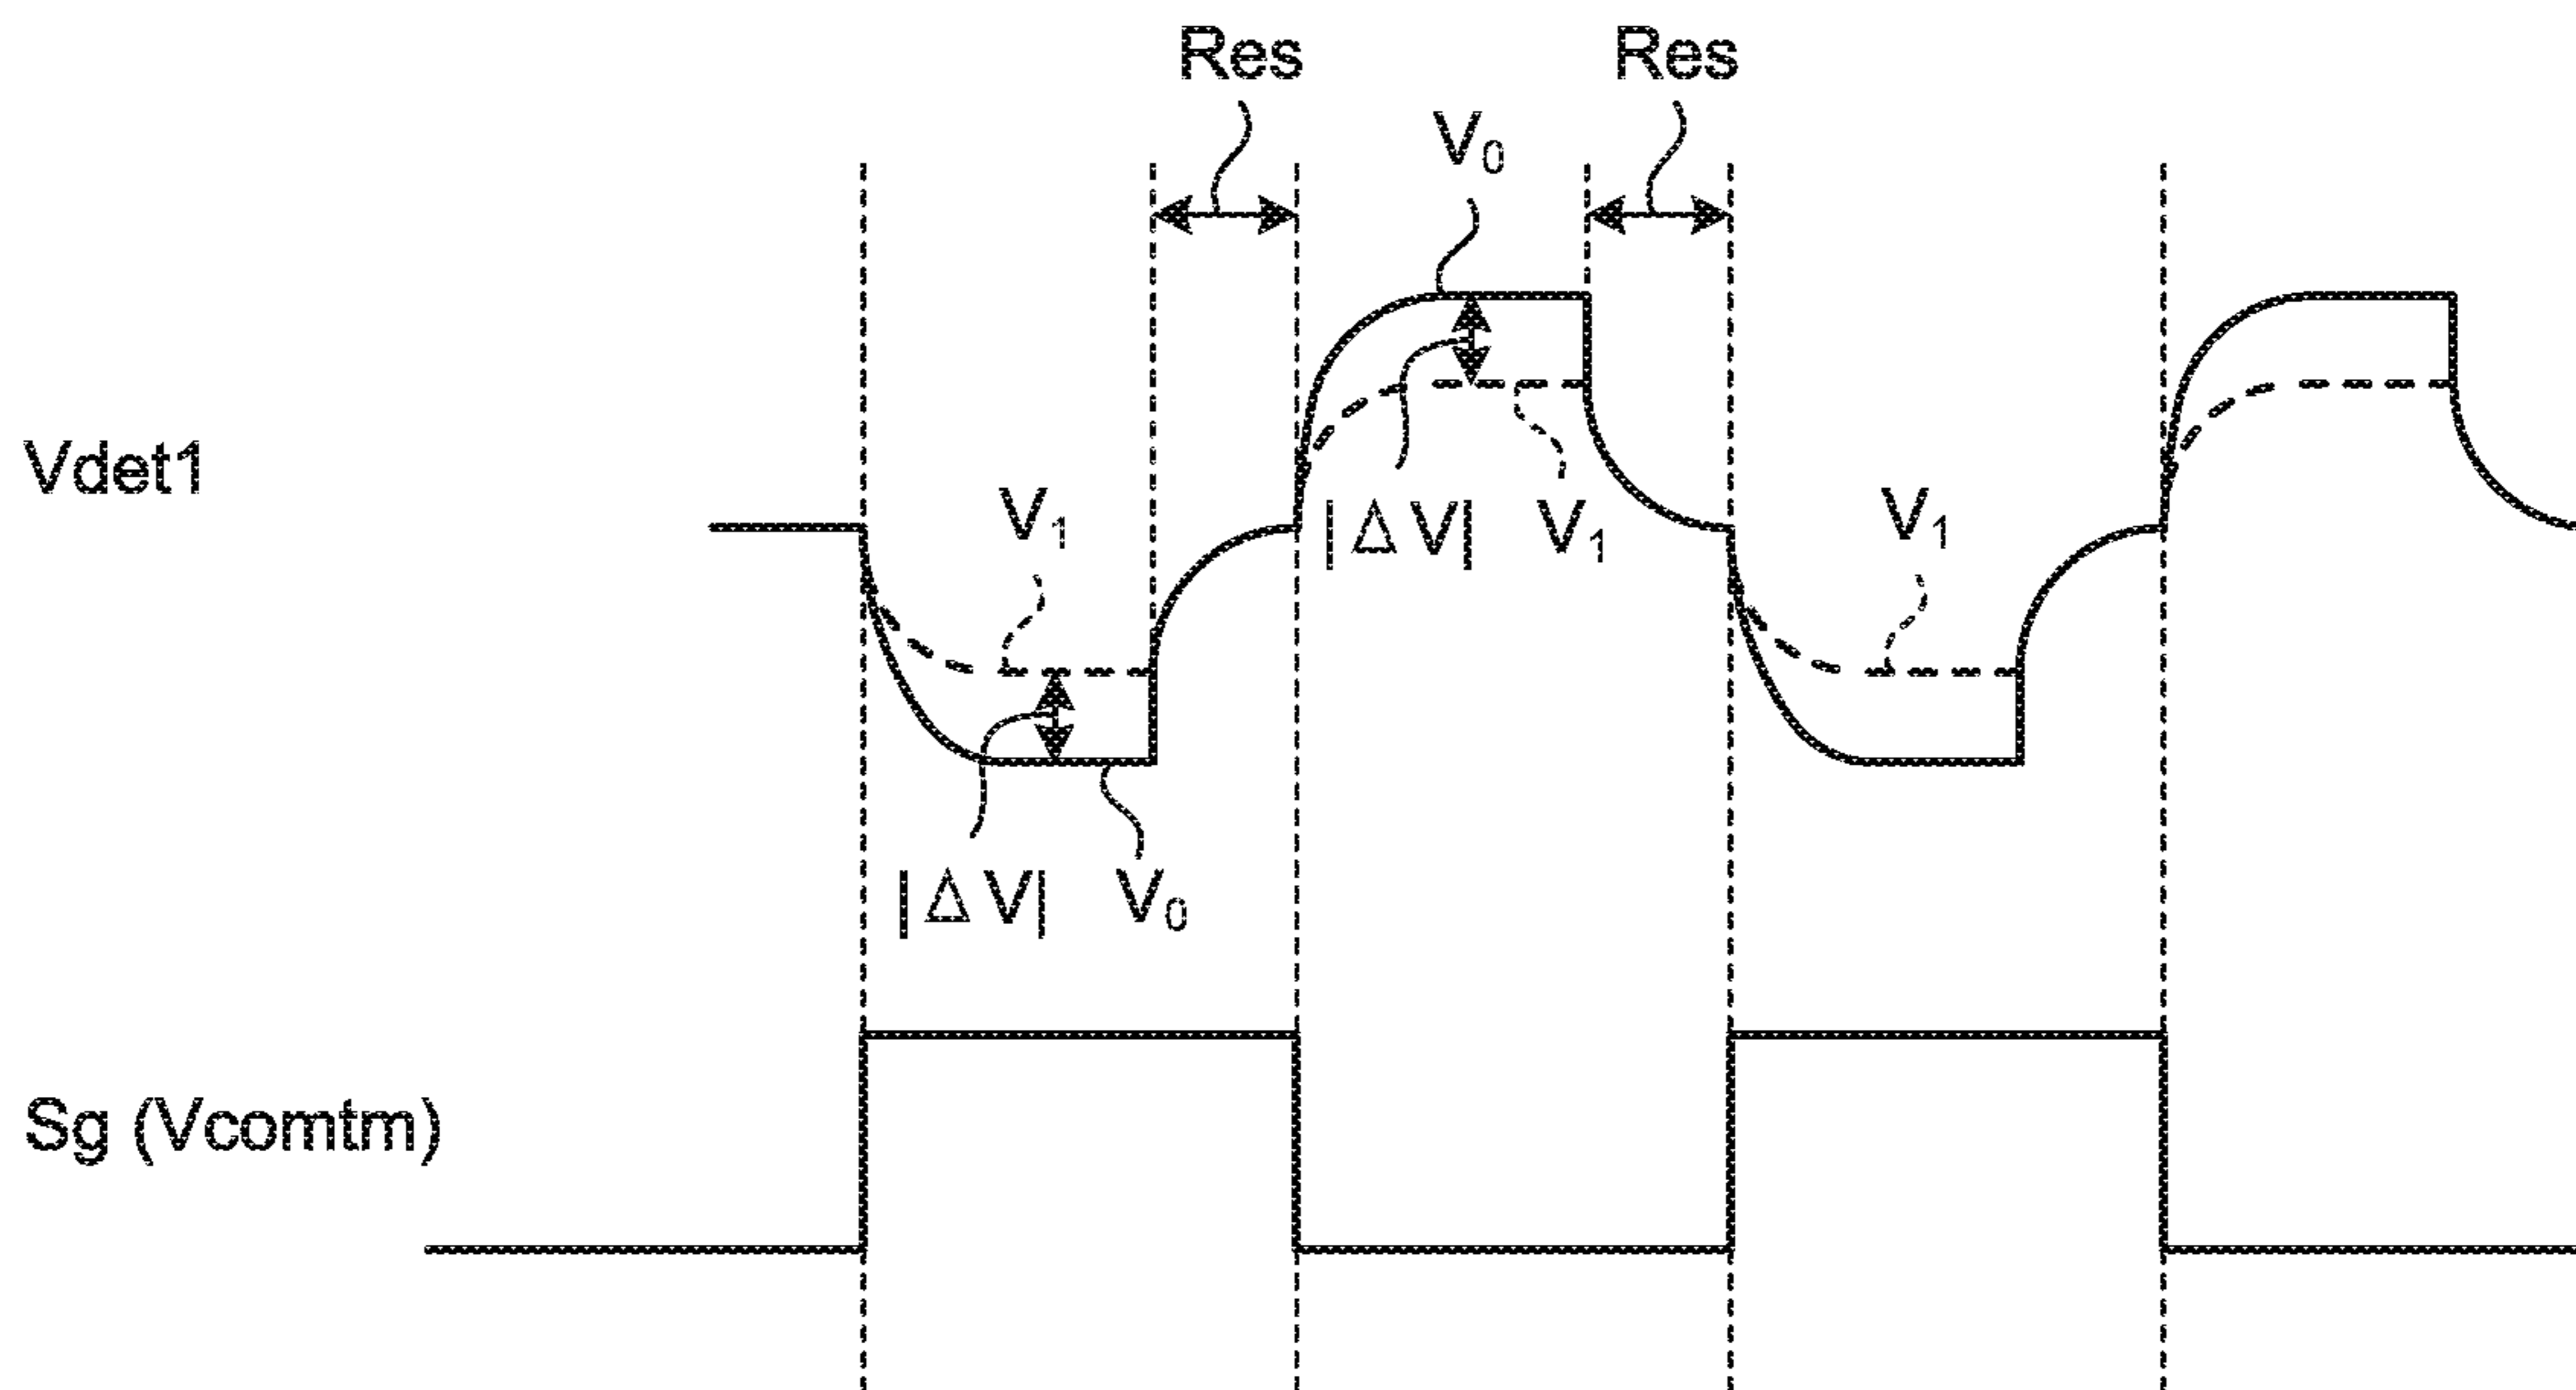 Res
Res
V₀
Vdet1
V₁
|ΔV|
V₁
V₁
|ΔV|
V₀
Sg (Vcomtm)